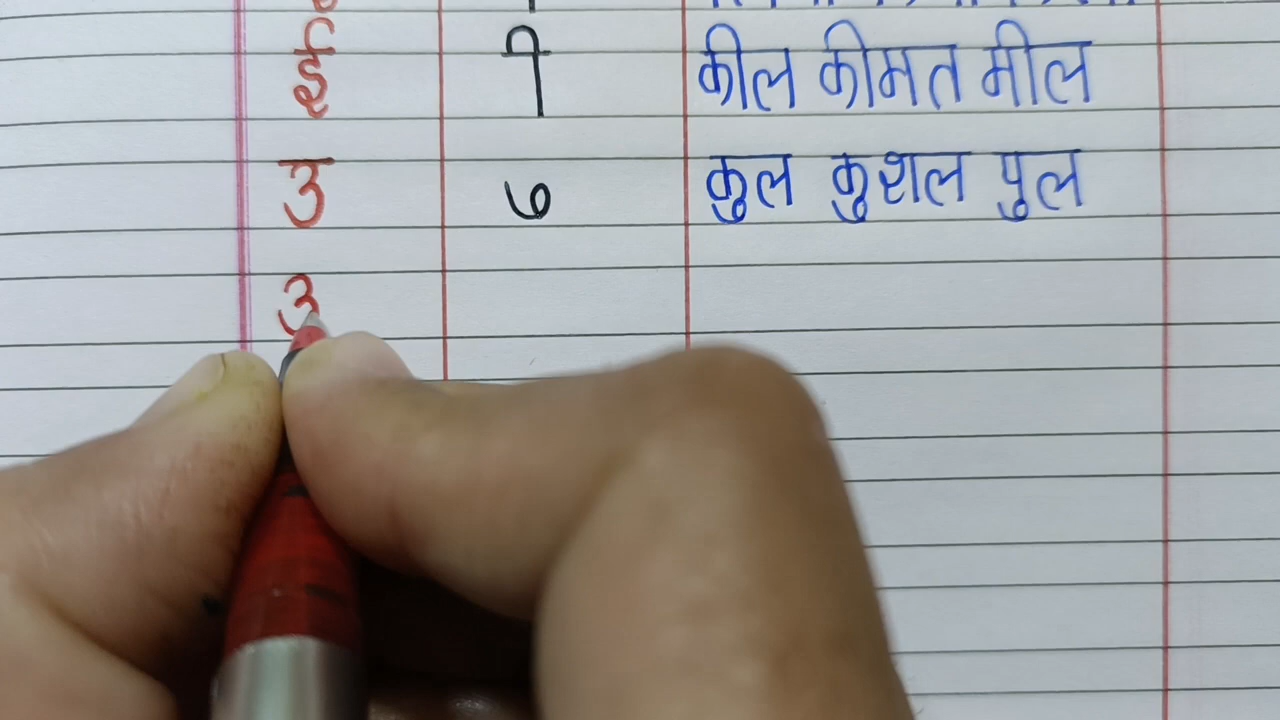 ई ी कील कीमत मील
उ ु कुल कुशल पुल
उ